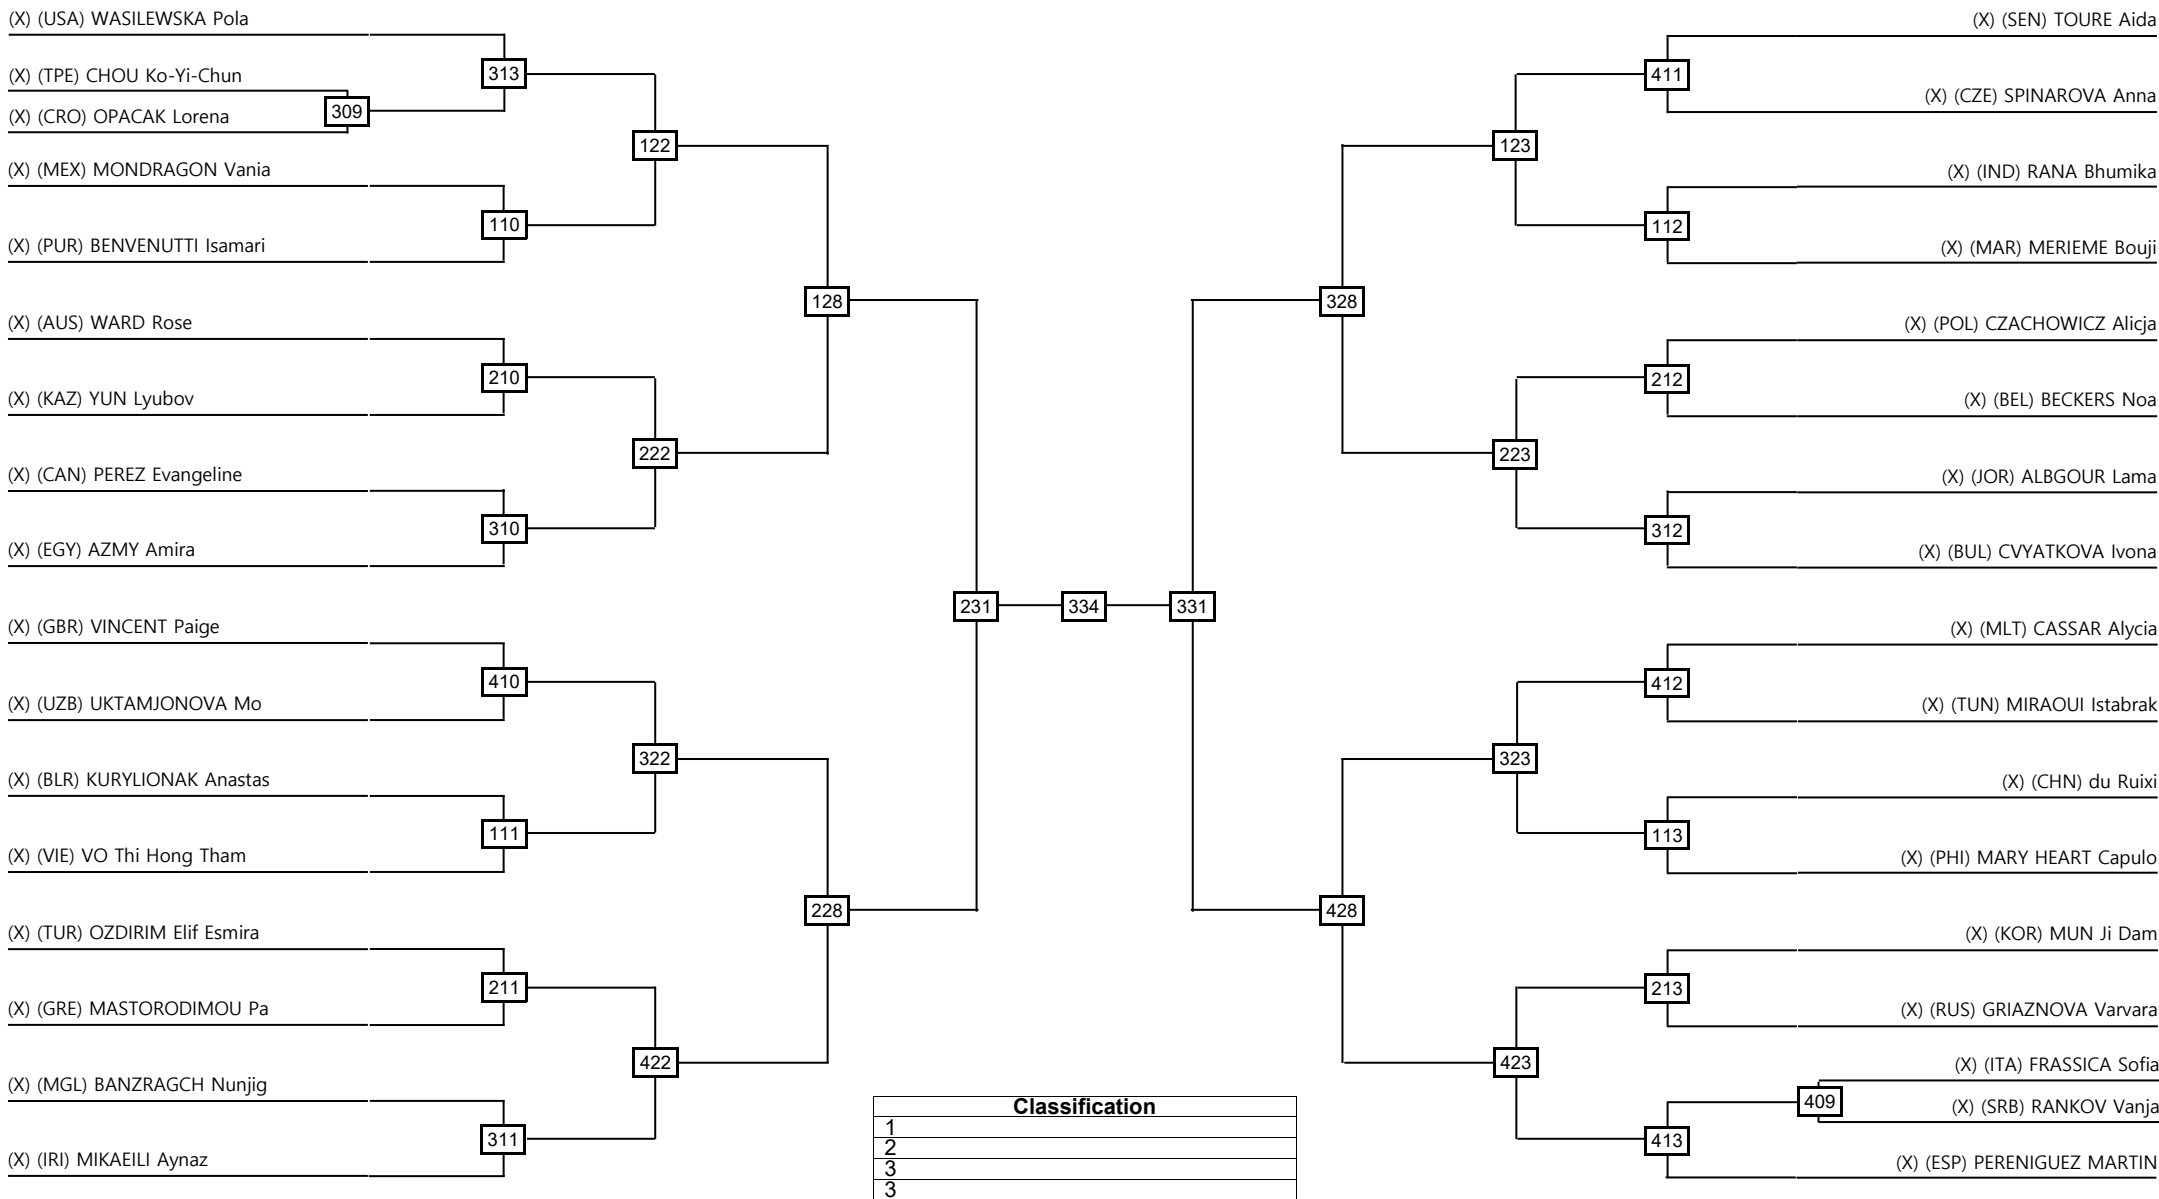 (X) (USA) WASILEWSKA Pola
313
(X) (TPE) CHOU Ko-Yi-Chun
309
(X) (CRO) OPACAK Lorena
122
(X) (MEX) MONDRAGON Vania
110
(X) (PUR) BENVENUTTI Isamari
128
(X) (AUS) WARD Rose
210
(X) (KAZ) YUN Lyubov
222
(X) (CAN) PEREZ Evangeline
310
(X) (EGY) AZMY Amira
231
334
331
(X) (GBR) VINCENT Paige
410
(X) (UZB) UKTAMJONOVA Mo
322
(X) (BLR) KURYLIONAK Anastas
111
(X) (VIE) VO Thi Hong Tham
228
(X) (TUR) OZDIRIM Elif Esmira
211
(X) (GRE) MASTORODIMOU Pa
422
(X) (MGL) BANZRAGCH Nunjig
311
(X) (IRI) MIKAEILI Aynaz
(X) (SEN) TOURE Aida
411
(X) (CZE) SPINAROVA Anna
123
(X) (IND) RANA Bhumika
112
(X) (MAR) MERIEME Bouji
328
(X) (POL) CZACHOWICZ Alicja
212
(X) (BEL) BECKERS Noa
223
(X) (JOR) ALBGOUR Lama
312
(X) (BUL) CVYATKOVA Ivona
(X) (MLT) CASSAR Alycia
412
(X) (TUN) MIRAOUI Istabrak
323
(X) (CHN) du Ruixi
113
(X) (PHI) MARY HEART Capulo
428
(X) (KOR) MUN Ji Dam
213
(X) (RUS) GRIAZNOVA Varvara
423
(X) (ITA) FRASSICA Sofia
409
(X) (SRB) RANKOV Vanja
413
(X) (ESP) PERENIGUEZ MARTIN
Classification
1
2
3
3